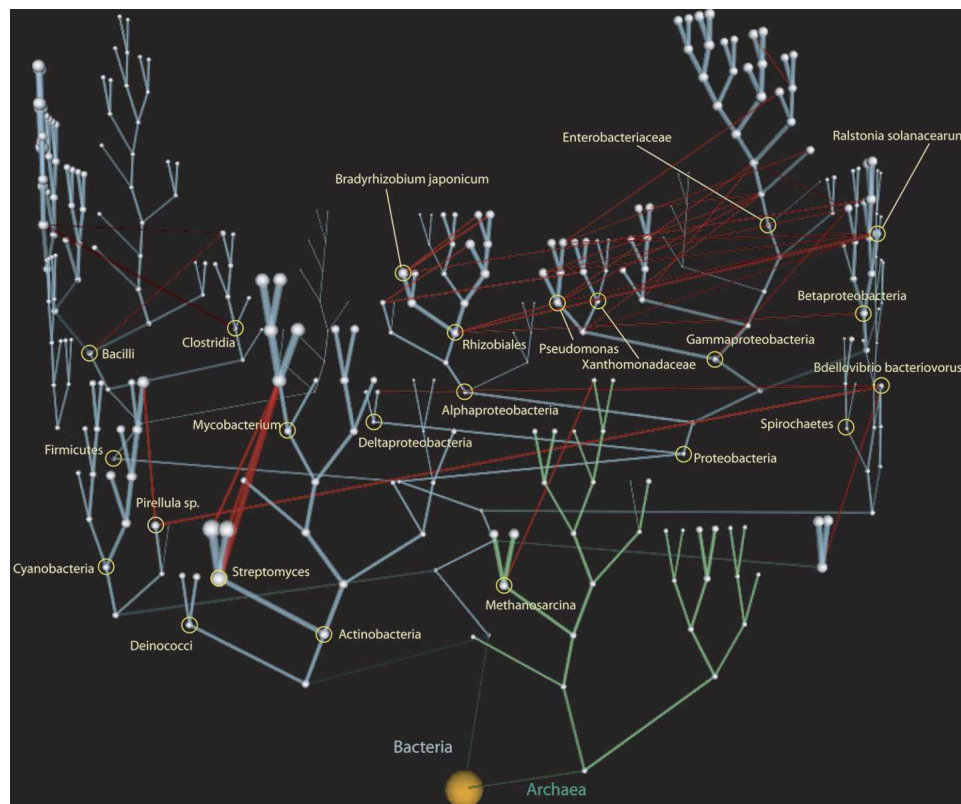 Enterobacteriaceae
Ralstonia solanacearum
Bradyrhizobium japonicum
Betaproteobacteria
Gammaproteobacteria
Clostridia
Bacilli
Rhizobiales
Pseudomonas
Xanthomonadaceae
Bdellovibrio bacteriovorus
Alphaproteobacteria
Mycobacterium
Spirochaetes
Deltaproteobacteria
Firmicutes
Proteobacteria
Pirellula sp.
Cyanobacteria
Streptomyces
Methanosarcina
Actinobacteria
Deinococci
Bacteria
Archaea